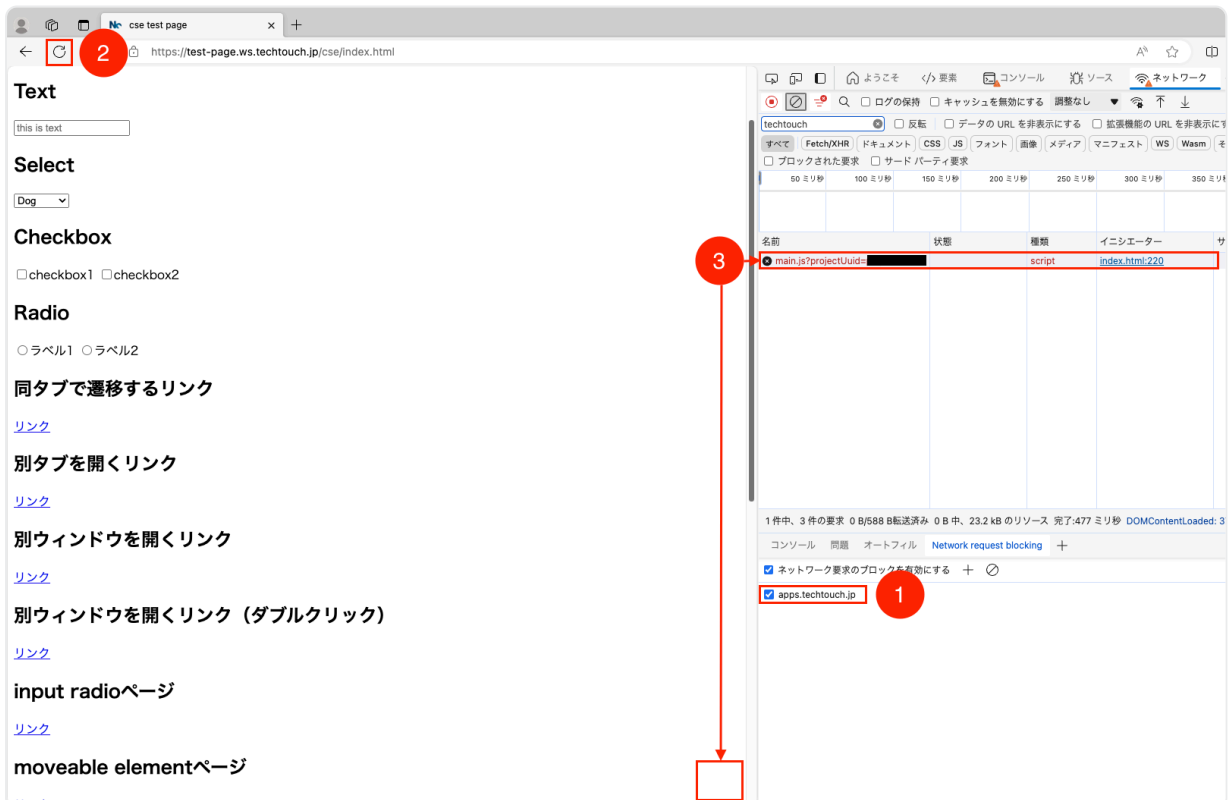 cse test page
2
https://test-page.ws.techtouch.jp/cse/index.html
Text
this is text
Select
Dog
Checkbox
checkbox1 checkbox2
Radio
ラベル1 ラベル2
同タブで遷移するリンク
リンク
別タブを開くリンク
リンク
別ウィンドウを開くリンク
リンク
別ウィンドウを開くリンク（ダブルクリック）
リンク
input radioページ
リンク
moveable elementページ
ようこそ </> 要素 コンソール ソース ネットワーク
ログの保持 キャッシュを無効にする 調整なし
techtouch 反転 データの URL を非表示にする 拡張機能の URL を非表示にす
すべて Fetch/XHR ドキュメント CSS JS フォント 画像 メディア マニフェスト WS Wasm そ
ブロックされた要求 サード パーティ要求
50 ミリ秒 100 ミリ秒 150 ミリ秒 200 ミリ秒 250 ミリ秒 300 ミリ秒 350 ミリ秒
名前 状態 種類 イニシエーター サ
3
main.js?projectUuid= script index.html:220
1 件中、3 件の要求 0 B/588 B転送済み 0 B 中、23.2 kB のリソース 完了:477 ミリ秒 DOMContentLoaded: 3
コンソール 問題 オートフィル Network request blocking
ネットワーク要求のブロックを有効にする
apps.techtouch.jp
1